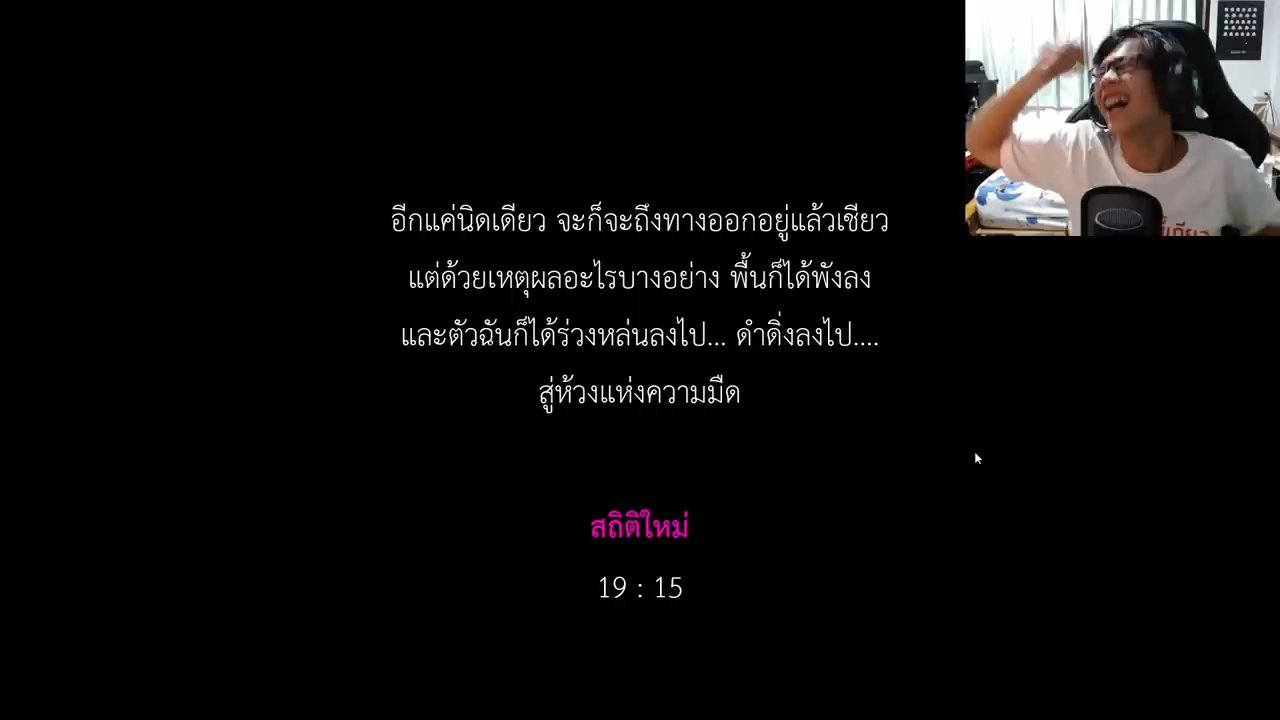 อีกแค่นิดเดียว จะก็จะถึงทางออกอยู่แล้วเชียว
แต่ด้วยเหตุผลอะไรบางอย่าง พื้นก็ได้พังลง
และตัวฉันก็ได้ร่วงหล่นลงไป... ดำดิ่งลงไป....
สู่ห้วงแห่งความมืด
สถิติใหม่
19 : 15